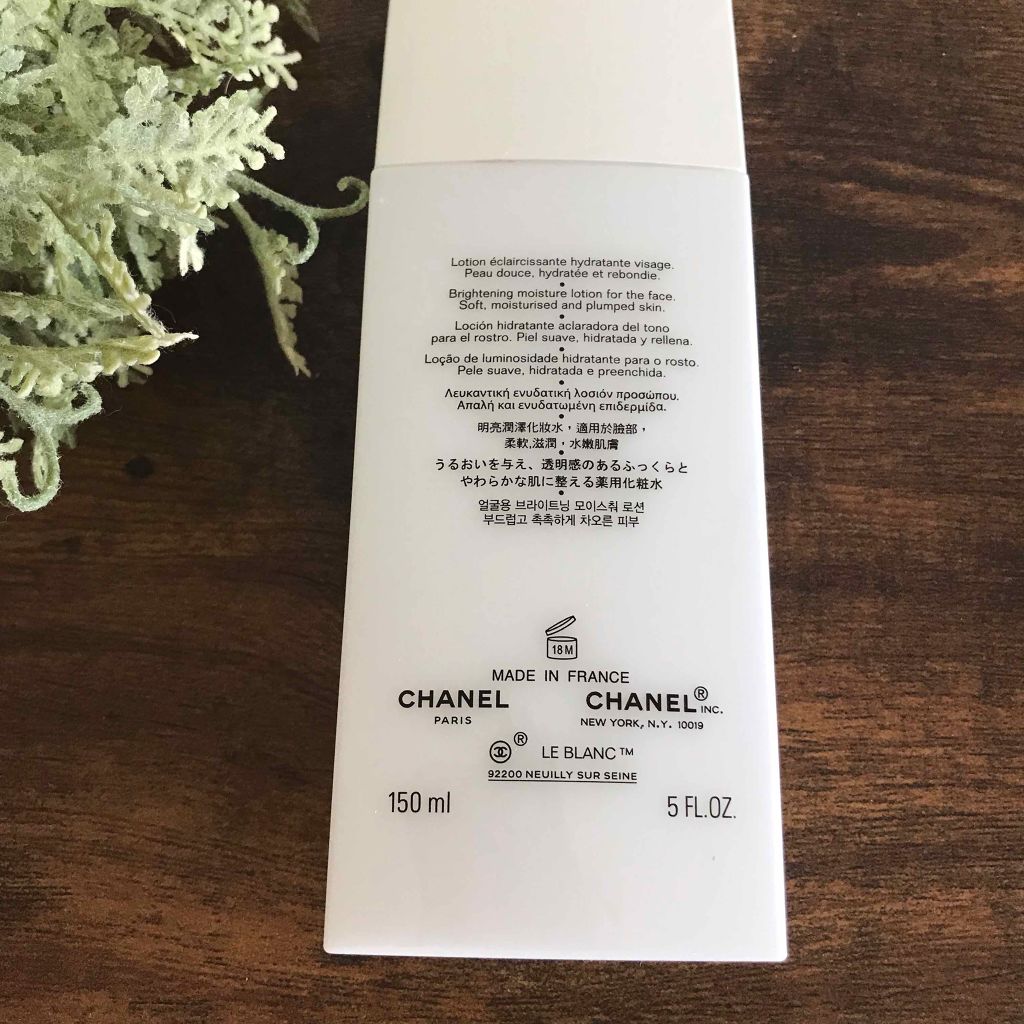 Lotion éclaircissante hydratante visage.
Peau douce, hydratée et rebondie.
Brightening moisture lotion for the face.
Soft, moisturised and plumped skin.
Loción hidratante aclaradora del tono
para el rostro. Piel suave, hidratada y rellena.
Loção de luminosidade hidratante para o rosto.
Pele suave, hidratada e preenchida.
Λευκαντική ενυδατική λοσιόν προσώπου.
Απαλή και ενυδατωμένη επιδερμίδα.
明亮潤澤化妝水，適用於臉部，
柔軟,滋潤，水嫩肌膚
うるおいを与え、透明感のあるふっくらと
やわらかな肌に整える薬用化粧水
얼굴용 브라이트닝 모이스춰 로션
부드럽고 촉촉하게 차오른 피부
18 M
MADE IN FRANCE
CHANEL CHANEL® INC.
PARIS NEW YORK, N.Y. 10019
® LE BLANC™
92200 NEUILLY SUR SEINE
150 ml 5 FL.OZ.